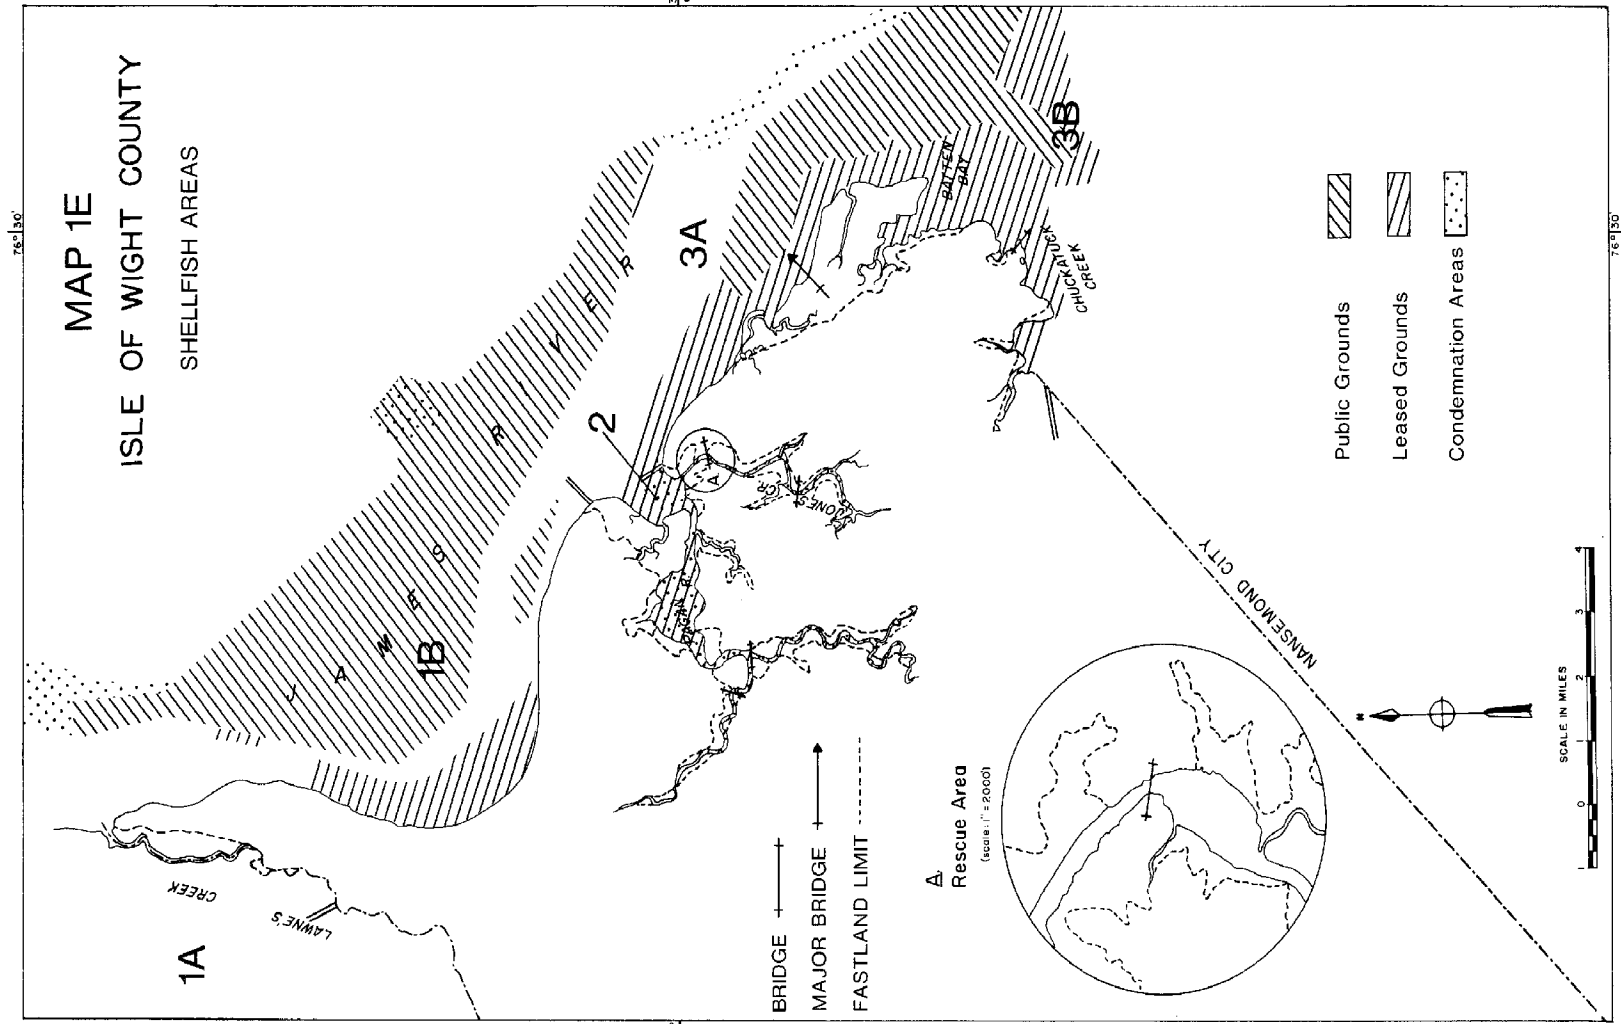 MAP 1E
ISLE OF WIGHT COUNTY
SHELLFISH AREAS
76°30'
1A
LAWNE'S
CREEK
1B
JAMES RIVER
2
3A
3B
BATTEN
BAY
CHUCKATUCK
CREEK
PAGAN R.
JONES CR.
A
NANSEMOND CITY
BRIDGE
MAJOR BRIDGE
FASTLAND LIMIT
A
Rescue Area
(scale: 1"=2000')
Public Grounds
Leased Grounds
Condemnation Areas
N
SCALE IN MILES
1 0 1 2 3 4
76°30'